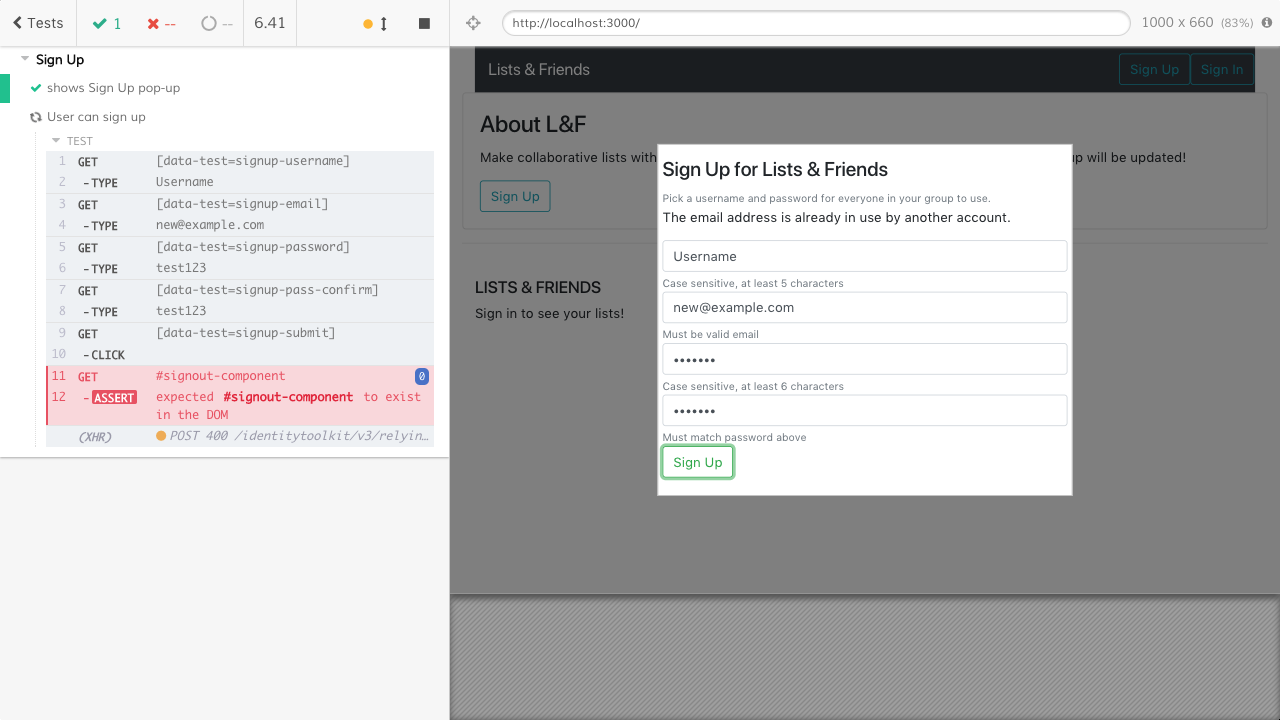 Tests 1 -- -- 6.41
http://localhost:3000/ 1000 x 660 (83%)
Sign Up
shows Sign Up pop-up
User can sign up
TEST
1 GET [data-test=signup-username]
2 -TYPE Username
3 GET [data-test=signup-email]
4 -TYPE new@example.com
5 GET [data-test=signup-password]
6 -TYPE test123
7 GET [data-test=signup-pass-confirm]
8 -TYPE test123
9 GET [data-test=signup-submit]
10 -CLICK
11 GET #signout-component 0
12 -ASSERT expected #signout-component to exist
in the DOM
(XHR) POST 400 /identitytoolkit/v3/relyin…
Lists & Friends Sign Up Sign In
About L&F
Make collaborative lists with up will be updated!
Sign Up
LISTS & FRIENDS
Sign in to see your lists!
Sign Up for Lists & Friends
Pick a username and password for everyone in your group to use.
The email address is already in use by another account.
Username
Case sensitive, at least 5 characters
new@example.com
Must be valid email
•••••••
Case sensitive, at least 6 characters
•••••••
Must match password above
Sign Up